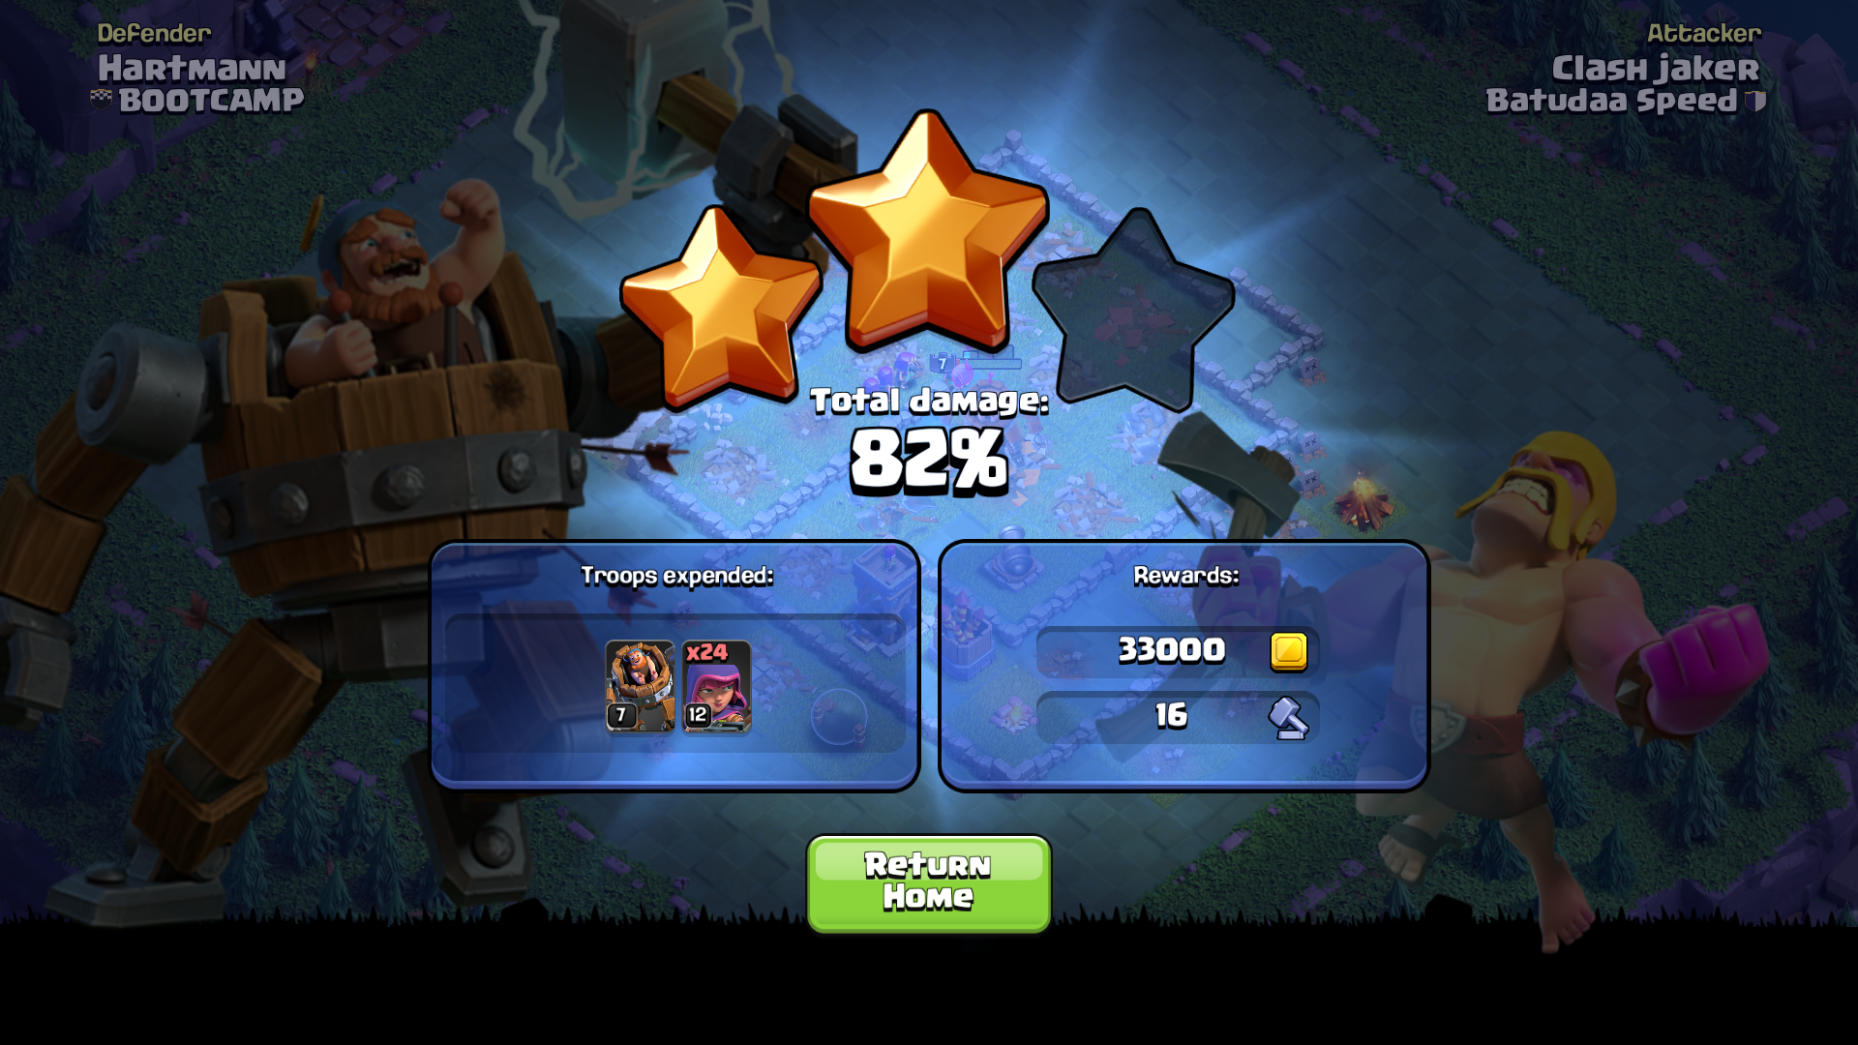 Defender
Hartmann
BOOTCAMP
Attacker
Clash jaker
Batudaa Speed
7
Total damage:
82%
Troops expended:
7
x24
12
Rewards:
33000
16
Return
Home